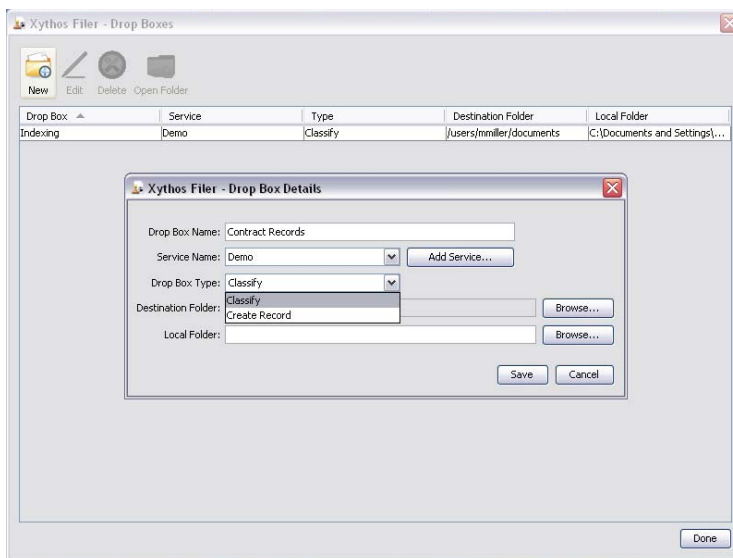 Xythos Filer - Drop Boxes
New Edit Delete Open Folder
Drop Box Service Type Destination Folder Local Folder
Indexing Demo Classify /users/mmiller/documents C:\Documents and Settings\...
Xythos Filer - Drop Box Details
Drop Box Name: Contract Records
Service Name: Demo Add Service...
Drop Box Type: Classify
Classify
Destination Folder: Browse...
Create Record
Local Folder: Browse...
Save Cancel
Done